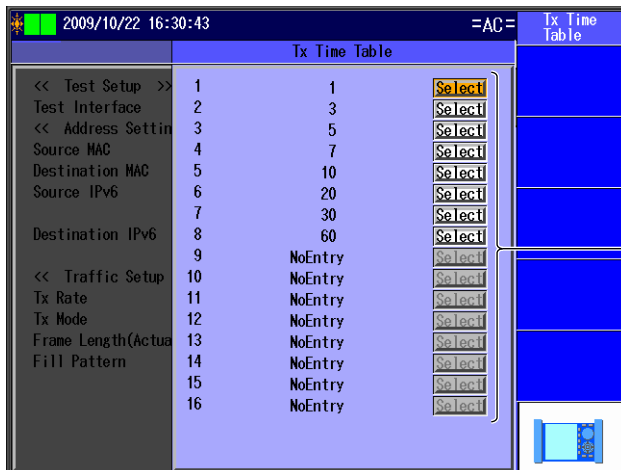 2009/10/22 16:30:43 =AC= Tx Time
Table
Tx Time Table
<< Test Setup >> 1 1 Select
Test Interface 2 3 Select
<< Address Settin 3 5 Select
Source MAC 4 7 Select
Destination MAC 5 10 Select
Source IPv6 6 20 Select
7 30 Select
Destination IPv6 8 60 Select
9 NoEntry Select
<< Traffic Setup 10 NoEntry Select
Tx Rate 11 NoEntry Select
Tx Mode 12 NoEntry Select
Frame Length(Actua 13 NoEntry Select
Fill Pattern 14 NoEntry Select
15 NoEntry Select
16 NoEntry Select